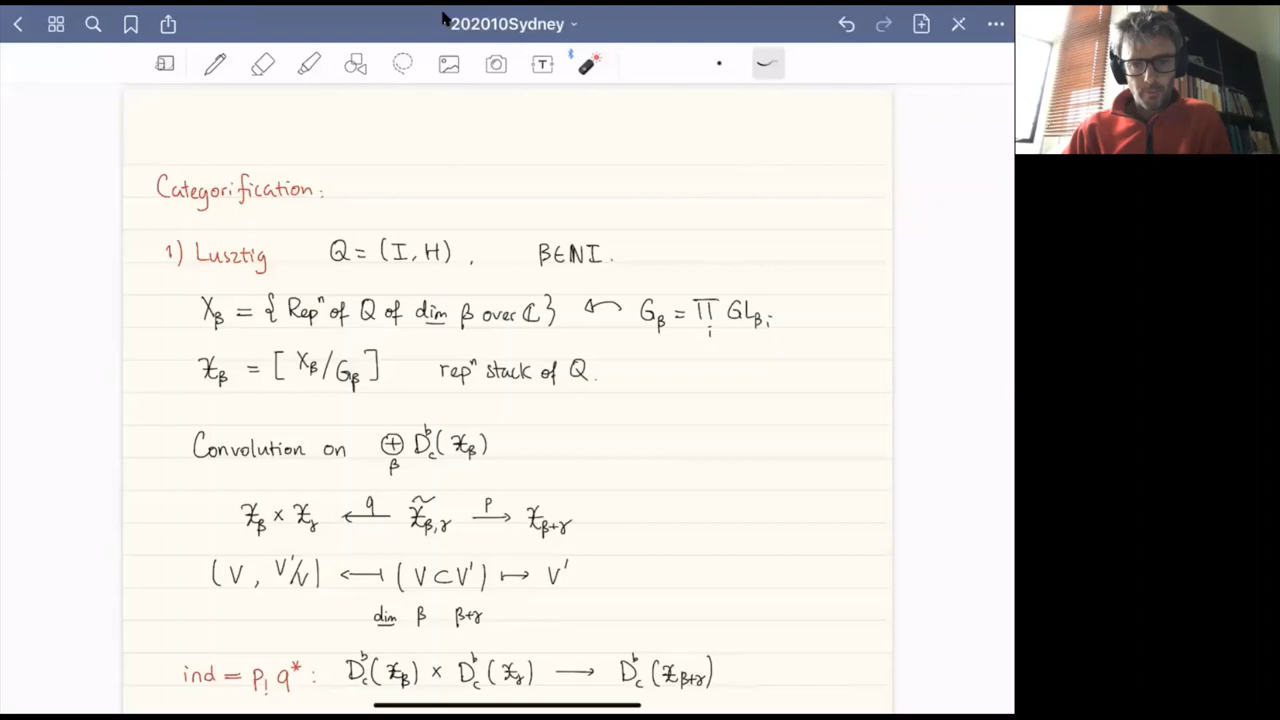 202010Sydney
Categorification:
1) Lusztig Q = (I, H), β∈ℕI.
X_β = { Rep^n of Q of dim β over ℂ } ↶ G_β = ∏_i GL_{β_i}
𝔛_β = [ X_β / G_β ] rep^n stack of Q.
Convolution on ⊕_β D^b_c(𝔛_β)
𝔛_β × 𝔛_γ ←q 𝔛̃_{β,γ} →p 𝔛_{β+γ}
(V, V'/V) ⟻ (V ⊂ V') ⟼ V'
dim β β+γ
ind = p_! q^* : D^b_c(𝔛_β) × D^b_c(𝔛_γ) ⟶ D^b_c(𝔛_{β+γ})